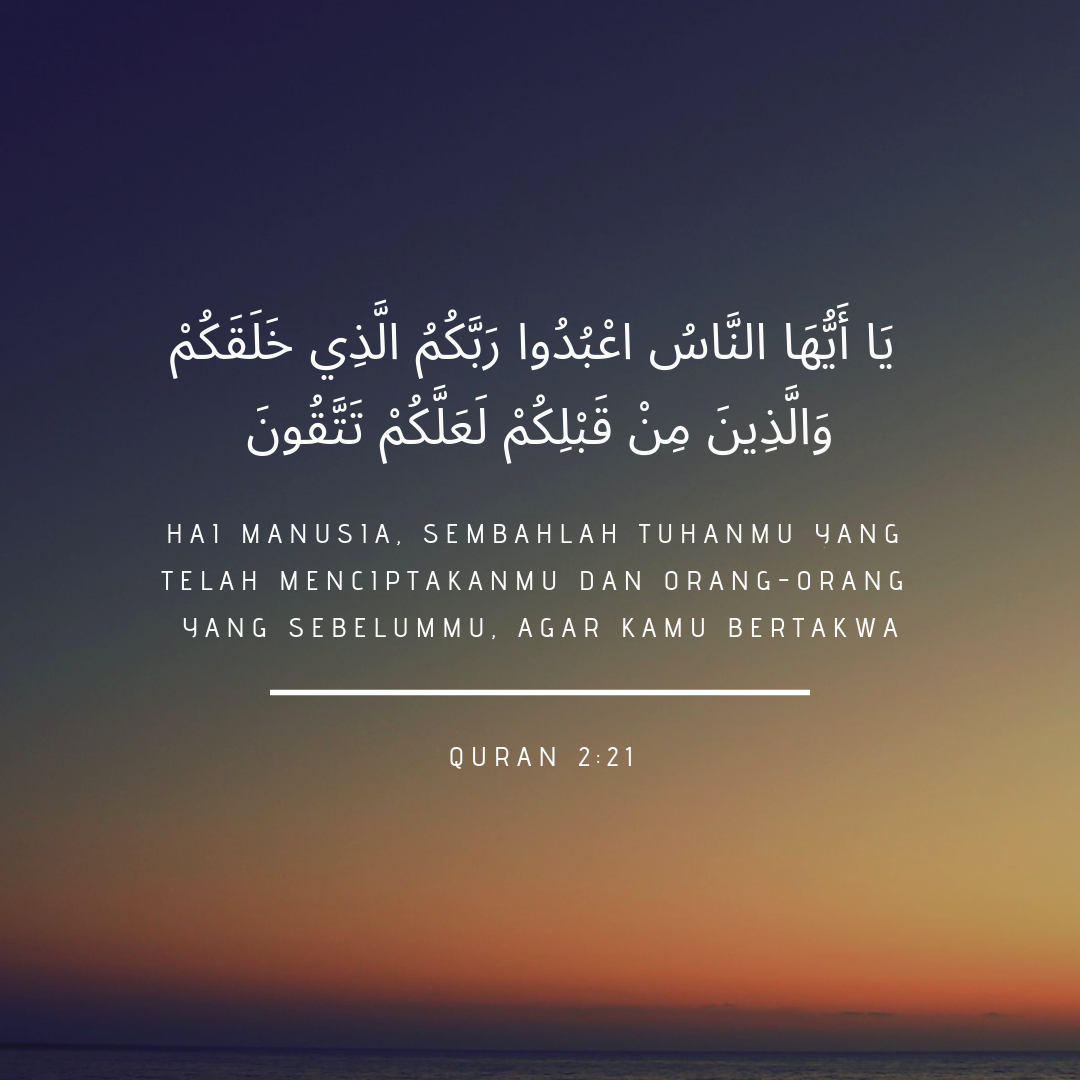 يَا أَيُّهَا النَّاسُ اعْبُدُوا رَبَّكُمُ الَّذِي خَلَقَكُمْ
وَالَّذِينَ مِنْ قَبْلِكُمْ لَعَلَّكُمْ تَتَّقُونَ
HAI MANUSIA, SEMBAHLAH TUHANMU YANG
TELAH MENCIPTAKANMU DAN ORANG-ORANG
YANG SEBELUMMU, AGAR KAMU BERTAKWA
QURAN 2:21